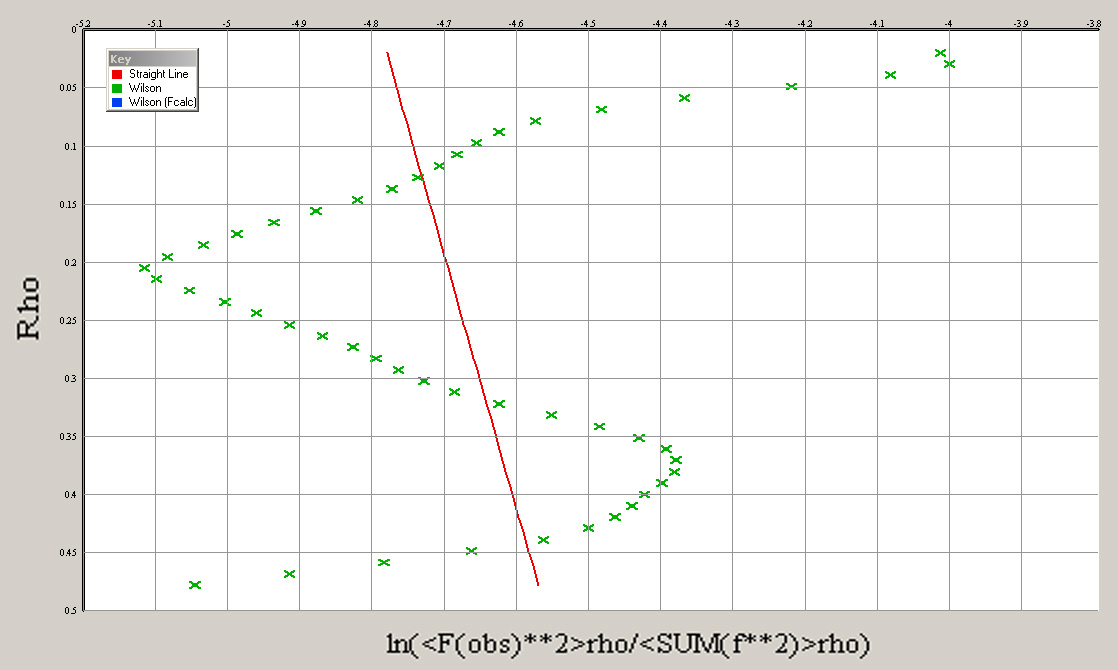 -5.2 -5.1 -5 -4.9 -4.8 -4.7 -4.6 -4.5 -4.4 -4.3 -4.2 -4.1 -4 -3.9 -3.8
0
Key
Straight Line
Wilson
Wilson (Fcalc)
0.05
0.1
0.15
0.2
0.25
0.3
0.35
0.4
0.45
0.5
Rho
ln(<F(obs)**2>rho/<SUM(f**2)>rho)